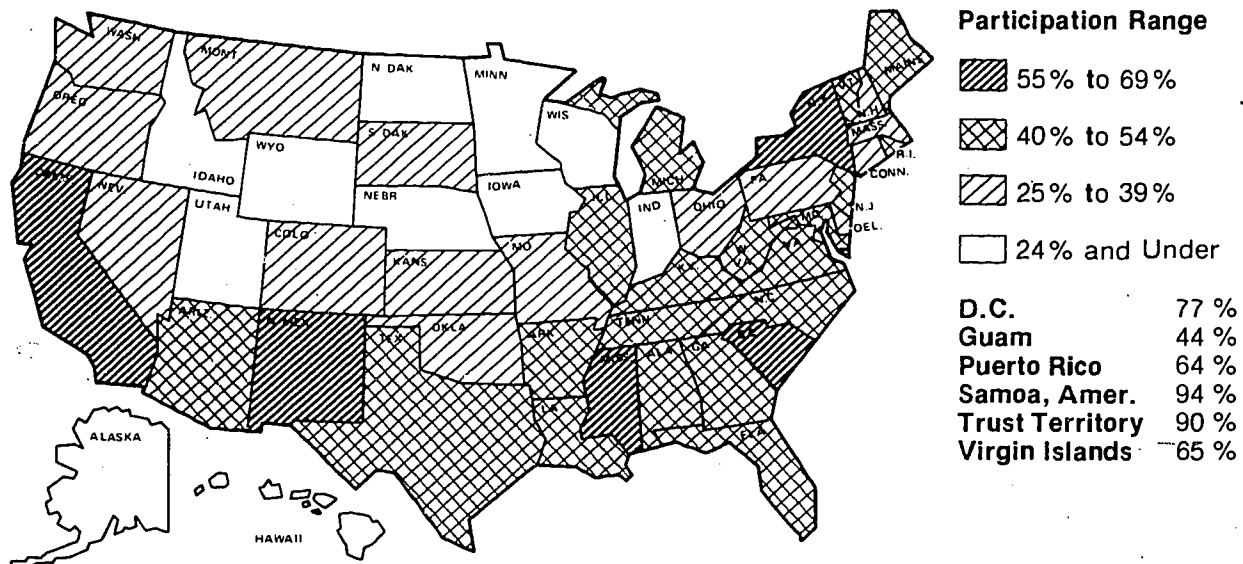 Participation Range
55% to 69%
40% to 54%
25% to 39%
24% and Under
D.C. 77 %
Guam 44 %
Puerto Rico 64 %
Samoa, Amer. 94 %
Trust Territory 90 %
Virgin Islands 65 %
WASH
MONT
N DAK
MINN
MAINE
OREG
S DAK
WIS
N.H.
MASS
R.I.
CONN.
IDAHO
WYO
MICH
PA
N.J
DEL.
NEV
UTAH
NEBR
IOWA
ILL
IND
OHIO
COLO
KANS
MO
W VA
VA
KY
N.C.
ARIZ
OKLA
TENN
ARK
TEX
ALA
GA
LA
FLA
ALASKA
HAWAII